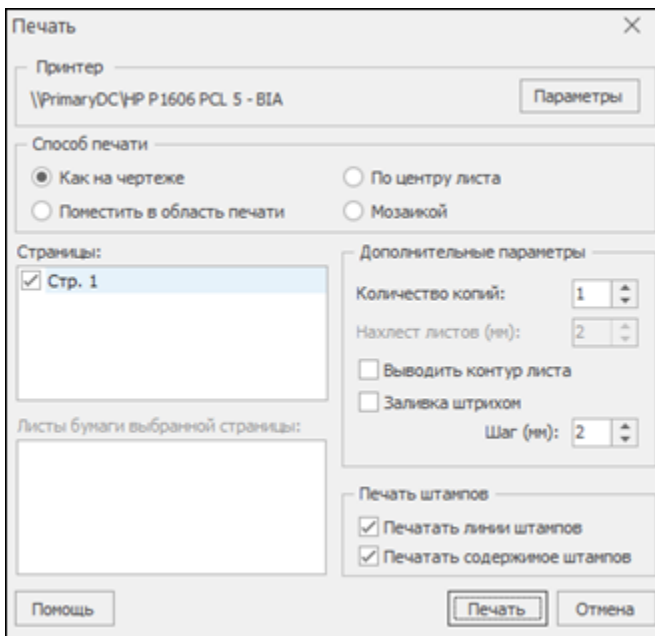 Печать
Принтер
\\PrimaryDC\HP P1606 PCL 5 - BIA
Параметры
Способ печати
Как на чертеже
По центру листа
Поместить в область печати
Мозаикой
Страницы:
Стр. 1
Дополнительные параметры
Количество копий: 1
Нахлест листов (мм): 2
Выводить контур листа
Заливка штрихом
Шаг (мм): 2
Листы бумаги выбранной страницы:
Печать штампов
Печатать линии штампов
Печатать содержимое штампов
Помощь
Печать
Отмена